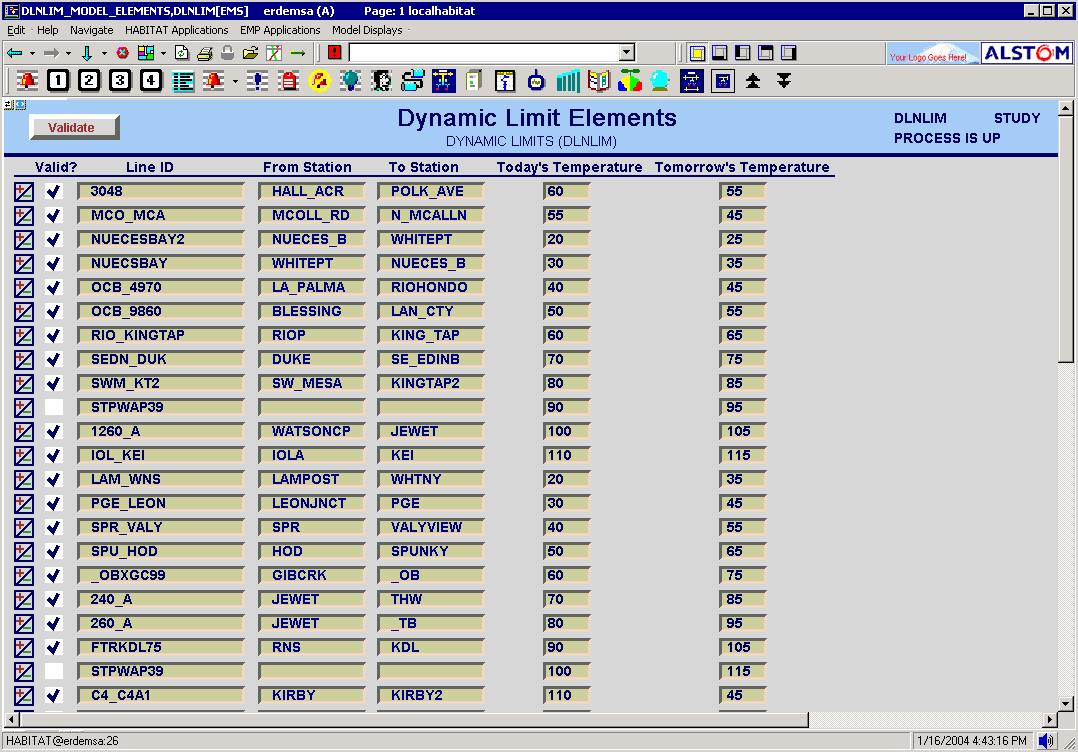 DLNLIM_MODEL_ELEMENTS,DLNLIM[EMS] erdemsa (A) Page: 1 localhabitat
Edit Help Navigate HABITAT Applications EMP Applications Model Displays
Your Logo Goes Here! ALSTOM
1 2 3 4
Validate
Dynamic Limit Elements
DYNAMIC LIMITS (DLNLIM)
DLNLIM STUDY
PROCESS IS UP
Valid? Line ID From Station To Station Today's Temperature Tomorrow's Temperature
3048 HALL_ACR POLK_AVE 60 55
MCO_MCA MCOLL_RD N_MCALLN 55 45
NUECESBAY2 NUECES_B WHITEPT 20 25
NUECSBAY WHITEPT NUECES_B 30 35
OCB_4970 LA_PALMA RIOHONDO 40 45
OCB_9860 BLESSING LAN_CTY 50 55
RIO_KINGTAP RIOP KING_TAP 60 65
SEDN_DUK DUKE SE_EDINB 70 75
SWM_KT2 SW_MESA KINGTAP2 80 85
STPWAP39 90 95
1260_A WATSONCP JEWET 100 105
IOL_KEI IOLA KEI 110 115
LAM_WNS LAMPOST WHTNY 20 35
PGE_LEON LEONJNCT PGE 30 45
SPR_VALY SPR VALYVIEW 40 55
SPU_HOD HOD SPUNKY 50 65
_OBXGC99 GIBCRK _OB 60 75
240_A JEWET THW 70 85
260_A JEWET _TB 80 95
FTRKDL75 RNS KDL 90 105
STPWAP39 100 115
C4_C4A1 KIRBY KIRBY2 110 45
HABITAT@erdemsa:26 1/16/2004 4:43:16 PM